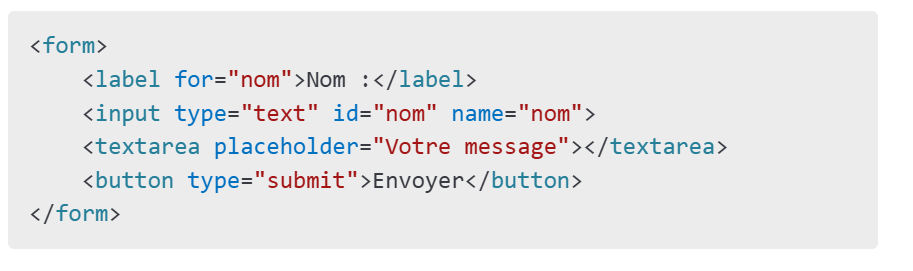 <form>
    <label for="nom">Nom :</label>
    <input type="text" id="nom" name="nom">
    <textarea placeholder="Votre message"></textarea>
    <button type="submit">Envoyer</button>
</form>